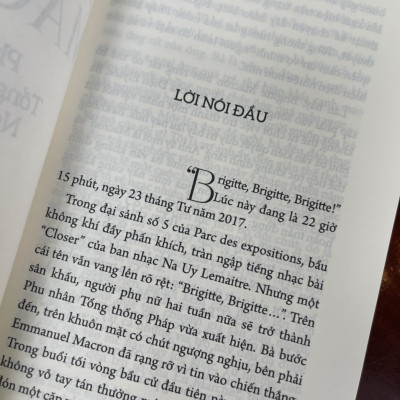 LỜI NÓI ĐẦU
“Brigitte, Brigitte, Brigitte!”
Lúc này đang là 22 giờ
15 phút, ngày 23 tháng Tư năm 2017.
Trong đại sảnh số 5 của Parc des expositions, bầu
không khí đầy phấn khích, tràn ngập tiếng nhạc bài
“Closer” của ban nhạc Na Uy Lemaitre. Nhưng một
cái tên vẫn vang lên rõ rệt: “Brigitte, Brigitte…”. Trên
sân khấu, người phụ nữ hai tuần nữa sẽ trở thành
Phu nhân Tổng thống Pháp vừa xuất hiện. Bà bước
đến, trên khuôn mặt có chút ngượng nghịu, bên phải
Emmanuel Macron đã rạng rỡ vì tin vào chiến thắng
Trong buổi tối vòng bầu cử đầu tiên này
không vỗ tay tán thưởng
đón một cặp